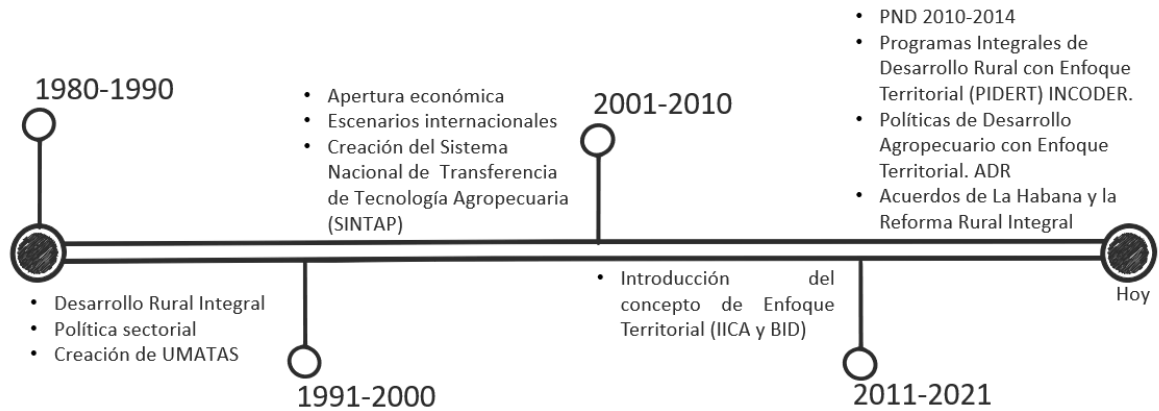 1980-1990
• Desarrollo Rural Integral
• Política sectorial
• Creación de UMATAS
• Apertura económica
• Escenarios internacionales
• Creación del Sistema
Nacional de Transferencia
de Tecnología Agropecuaria
(SINTAP)
1991-2000
2001-2010
• Introducción del
concepto de Enfoque
Territorial (IICA y BID)
• PND 2010-2014
• Programas Integrales de
Desarrollo Rural con Enfoque
Territorial (PIDERT) INCODER.
• Políticas de Desarrollo
Agropecuario con Enfoque
Territorial. ADR
• Acuerdos de La Habana y la
Reforma Rural Integral
2011-2021
Hoy